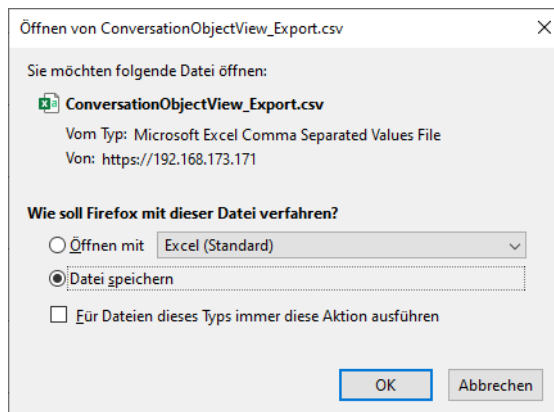 Öffnen von ConversationObjectView_Export.csv
Sie möchten folgende Datei öffnen:
ConversationObjectView_Export.csv
Vom Typ: Microsoft Excel Comma Separated Values File
Von: https://192.168.173.171
Wie soll Firefox mit dieser Datei verfahren?
Öffnen mit Excel (Standard)
Datei speichern
Für Dateien dieses Typs immer diese Aktion ausführen
OK Abbrechen